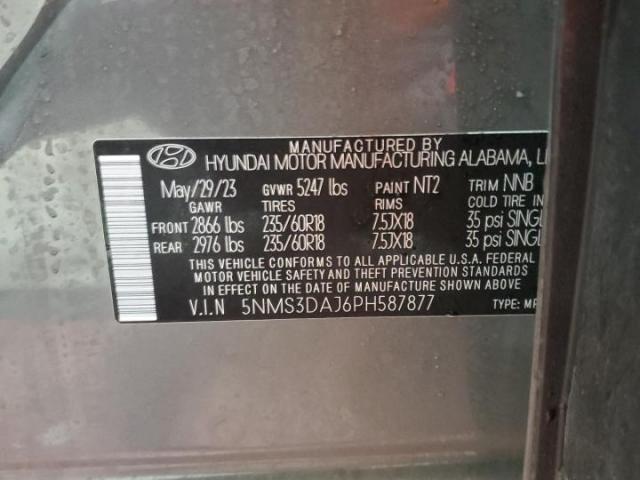 MANUFACTURED BY
HYUNDAI MOTOR MANUFACTURING ALABAMA,
May/29/23 GVWR 5247 lbs PAINT NT2 TRIM NNB
GAWR TIRES RIMS COLD TIRE
FRONT 2866 lbs 235/60R18 7.5JX18 35 psi
REAR 2976 lbs 235/60R18 7.5JX18 35 psi
THIS VEHICLE CONFORMS TO ALL APPLICABLE U.S.A. FEDERAL
MOTOR VEHICLE SAFETY AND THEFT PREVENTION STANDARDS
IN EFFECT ON THE DATE OF MANUFACTURE SHOWN ABOVE
V.I.N 5NMS3DAJ6PH587877 TYPE: